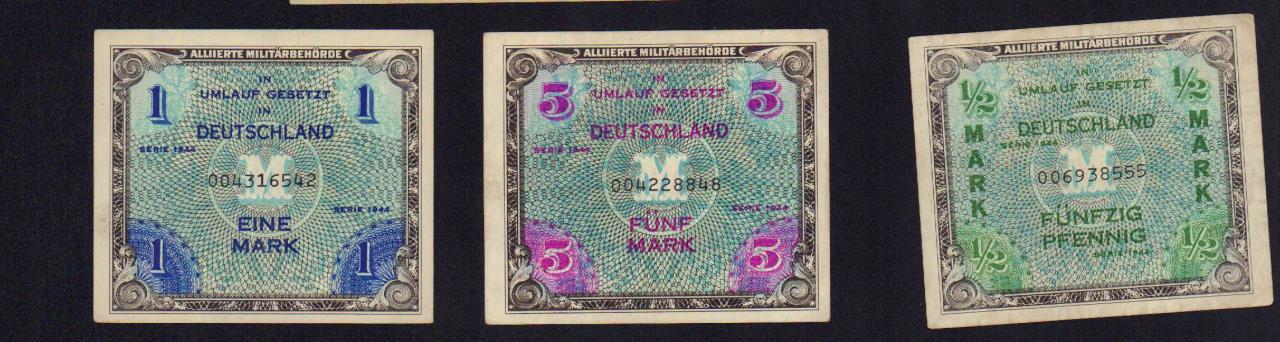 ALLIIERTE MILITÄRBEHÖRDE
1 IN 1
UMLAUF GESETZT
IN
DEUTSCHLAND
SERIE 1944
M
004316542
SERIE 1944
EINE
MARK
1 1
ALLIIERTE MILITÄRBEHÖRDE
5 IN 5
UMLAUF GESETZT
IN
DEUTSCHLAND
SERIE 1944
M
004228848
SERIE 1944
FÜNF
MARK
5 5
ALLIIERTE MILITÄRBEHÖRDE
1/2 IN 1/2
UMLAUF GESETZT
IN
DEUTSCHLAND
SERIE 1944
MARK
M
MARK
006938555
FÜNFZIG
PFENNIG
SERIE 1944
1/2 1/2